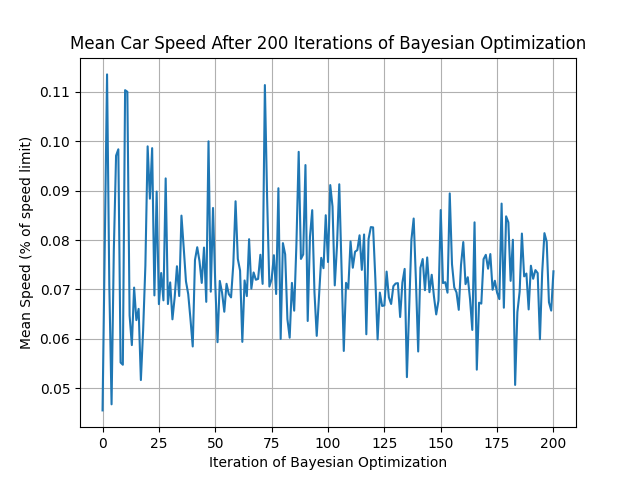 Mean Car Speed After 200 Iterations of Bayesian Optimization
Mean Speed (% of speed limit)
0.11
0.10
0.09
0.08
0.07
0.06
0.05
0 25 50 75 100 125 150 175 200
Iteration of Bayesian Optimization